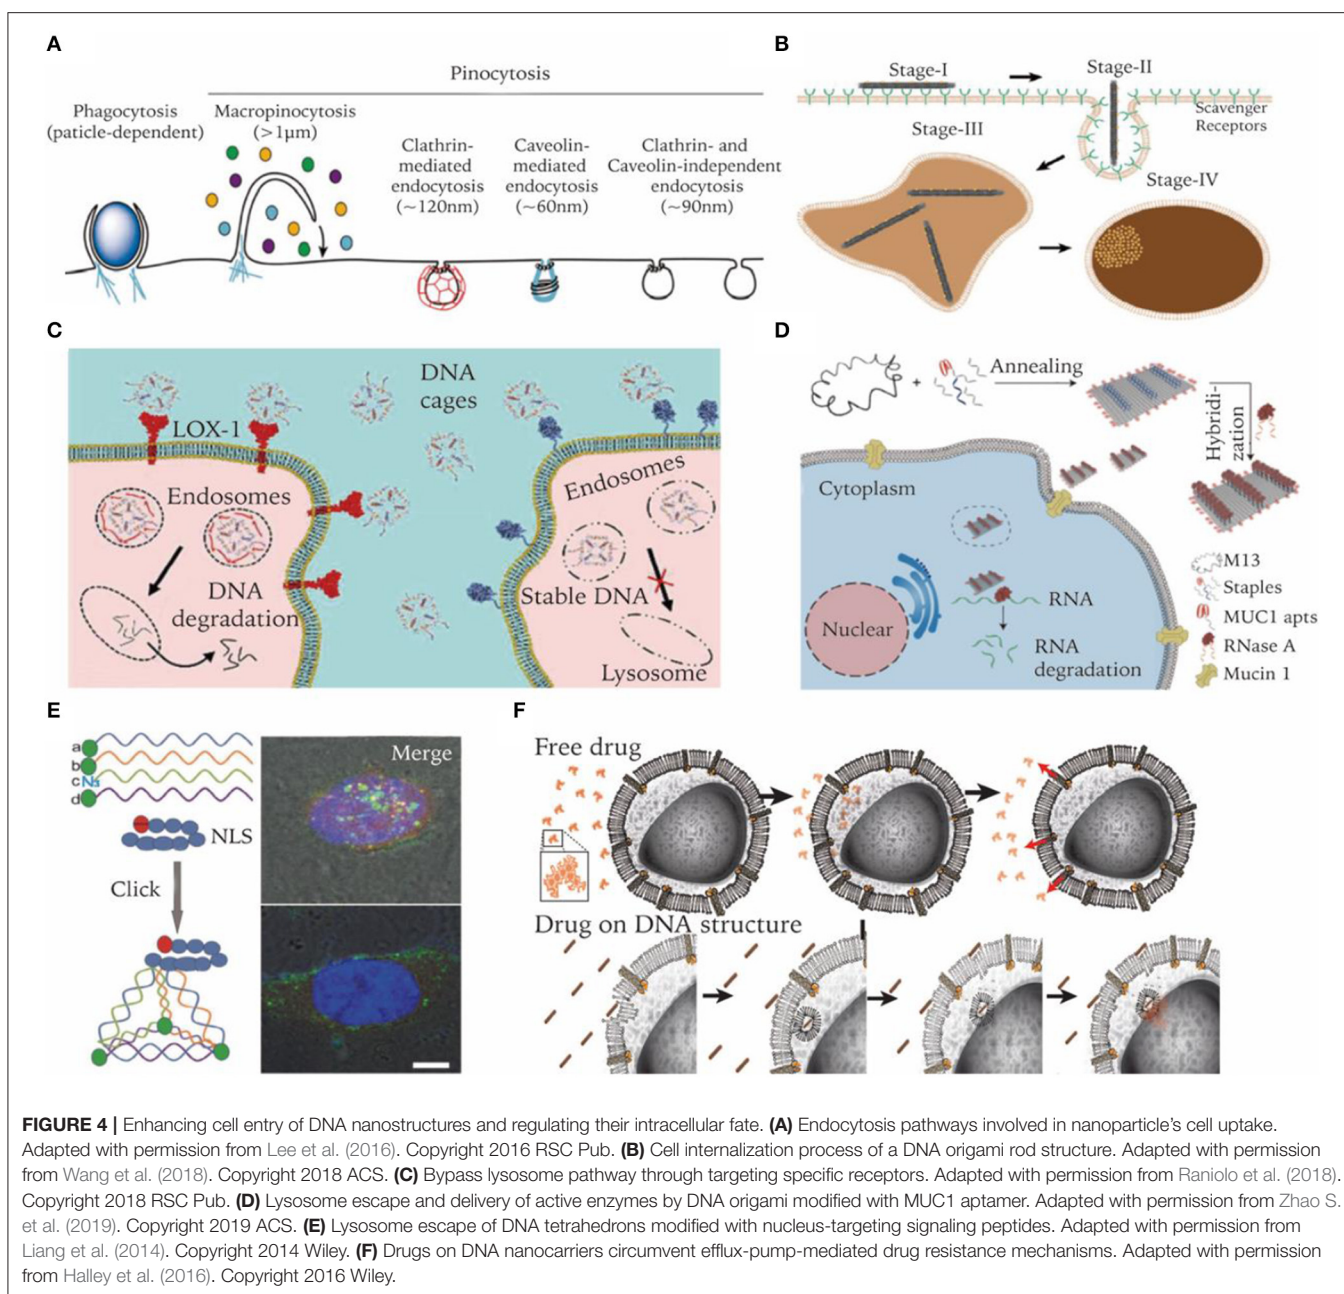 A
Pinocytosis
Phagocytosis
(paticle-dependent)
Macropinocytosis
(>1μm)
Clathrin-
mediated
endocytosis
(~120nm)
Caveolin-
mediated
endocytosis
(~60nm)
Clathrin- and
Caveolin-independent
endocytosis
(~90nm)
B
Stage-I
Stage-II
Scavenger
Receptors
Stage-III
Stage-IV
C
DNA
cages
LOX-1
Endosomes
DNA
degradation
Endosomes
Stable DNA
Lysosome
D
+
Annealing
Hybridi-
zation
Cytoplasm
Nuclear
RNA
RNA
degradation
M13
Staples
MUC1 apts
RNase A
Mucin 1
E
a
b
c N₃
d
NLS
Click
Merge
F
Free drug
Drug on DNA structure
FIGURE 4 | Enhancing cell entry of DNA nanostructures and regulating their intracellular fate. (A) Endocytosis pathways involved in nanoparticle's cell uptake.
Adapted with permission from Lee et al. (2016). Copyright 2016 RSC Pub. (B) Cell internalization process of a DNA origami rod structure. Adapted with permission
from Wang et al. (2018). Copyright 2018 ACS. (C) Bypass lysosome pathway through targeting specific receptors. Adapted with permission from Raniolo et al. (2018).
Copyright 2018 RSC Pub. (D) Lysosome escape and delivery of active enzymes by DNA origami modified with MUC1 aptamer. Adapted with permission from Zhao S.
et al. (2019). Copyright 2019 ACS. (E) Lysosome escape of DNA tetrahedrons modified with nucleus-targeting signaling peptides. Adapted with permission from
Liang et al. (2014). Copyright 2014 Wiley. (F) Drugs on DNA nanocarriers circumvent efflux-pump-mediated drug resistance mechanisms. Adapted with permission
from Halley et al. (2016). Copyright 2016 Wiley.